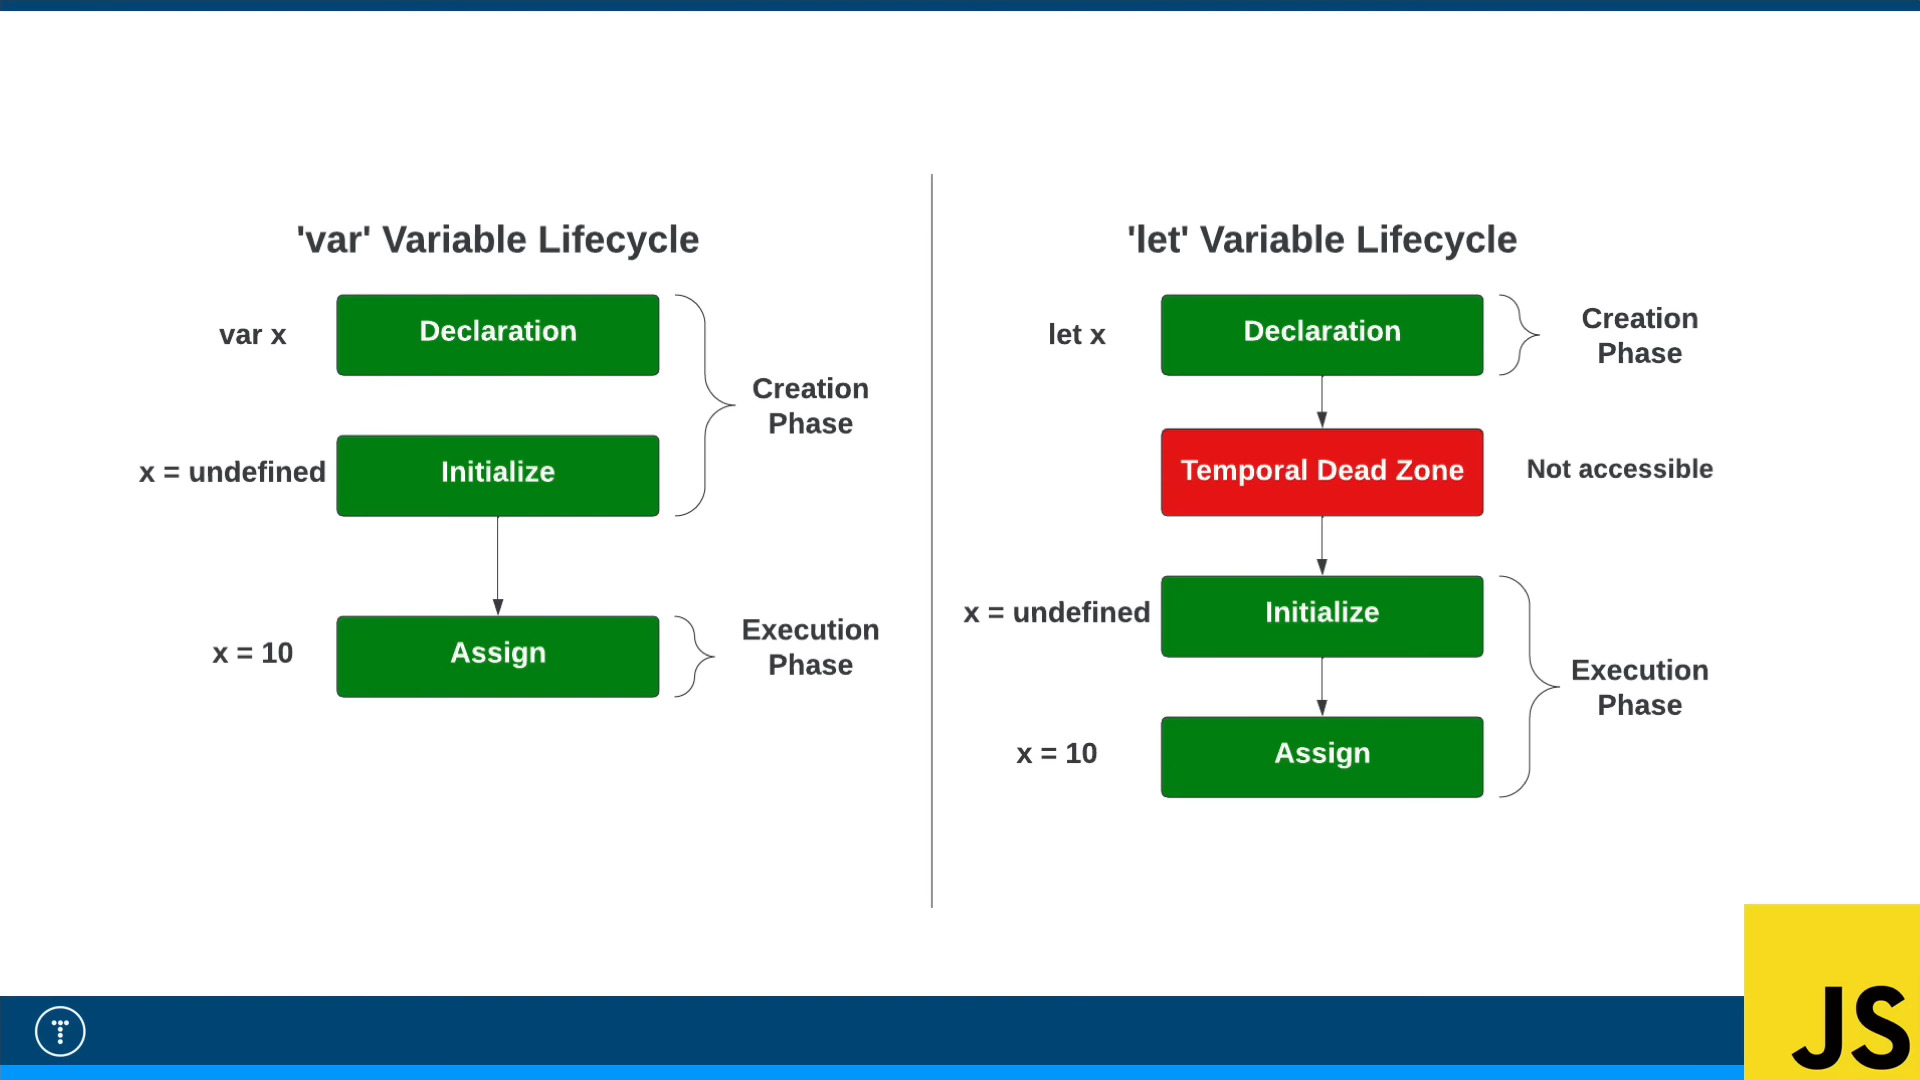 'var' Variable Lifecycle
var x
Declaration
Creation
Phase
x = undefined
Initialize
x = 10
Assign
Execution
Phase
'let' Variable Lifecycle
let x
Declaration
Creation
Phase
Temporal Dead Zone
Not accessible
x = undefined
Initialize
Execution
Phase
x = 10
Assign
JS